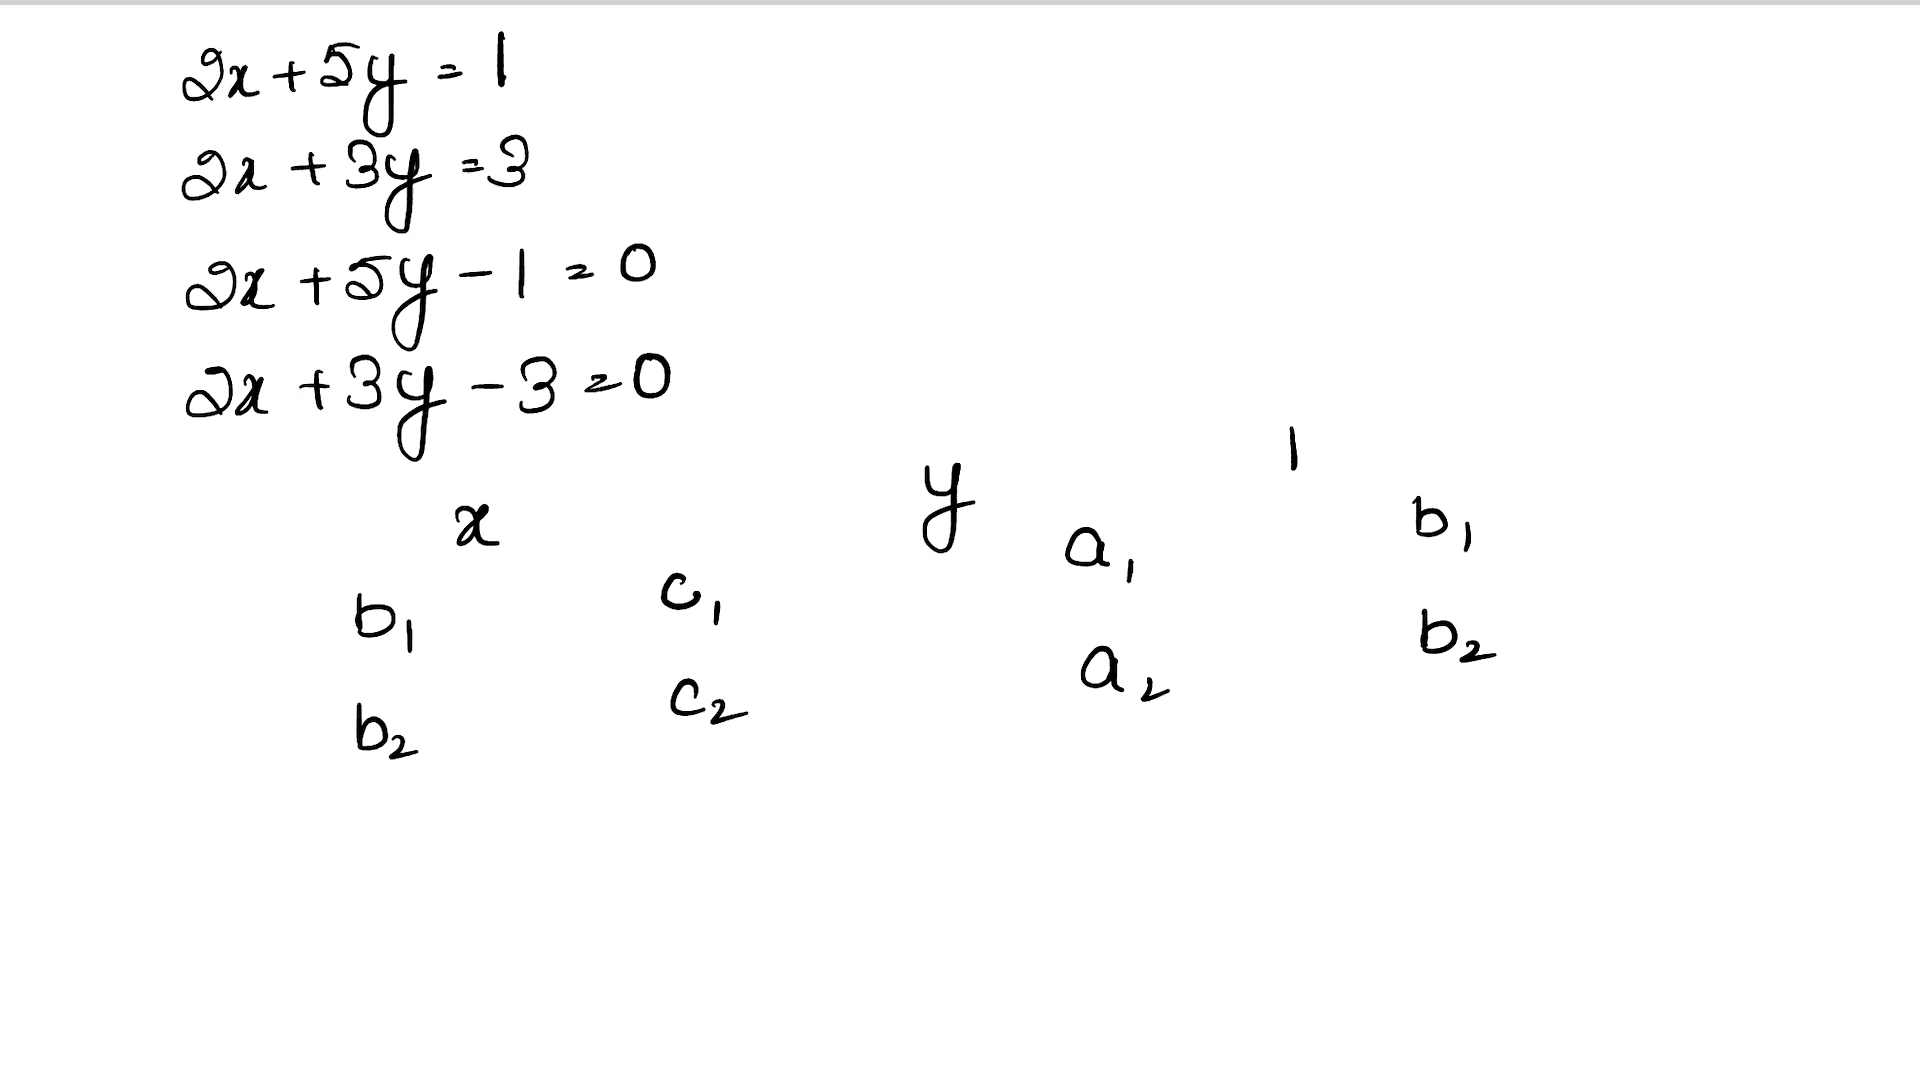 2x + 5y = 1
2x + 3y = 3
2x + 5y - 1 = 0
2x + 3y - 3 = 0
x y 1
b₁ c₁ a₁ b₁
b₂ c₂ a₂ b₂